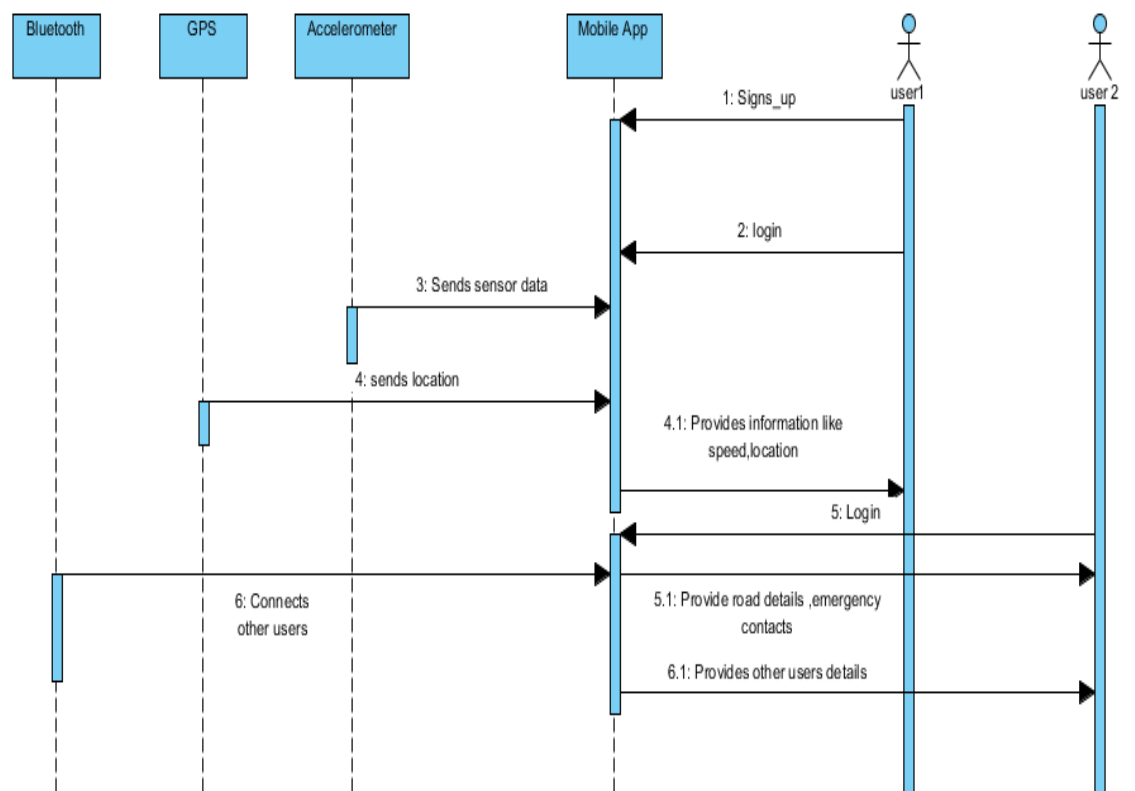 Bluetooth
GPS
Accelerometer
Mobile App
user1
user 2
1: Signs_up
2: login
3: Sends sensor data
4: sends location
4.1: Provides information like
speed,location
5: Login
6: Connects
other users
5.1: Provide road details ,emergency
contacts
6.1: Provides other users details